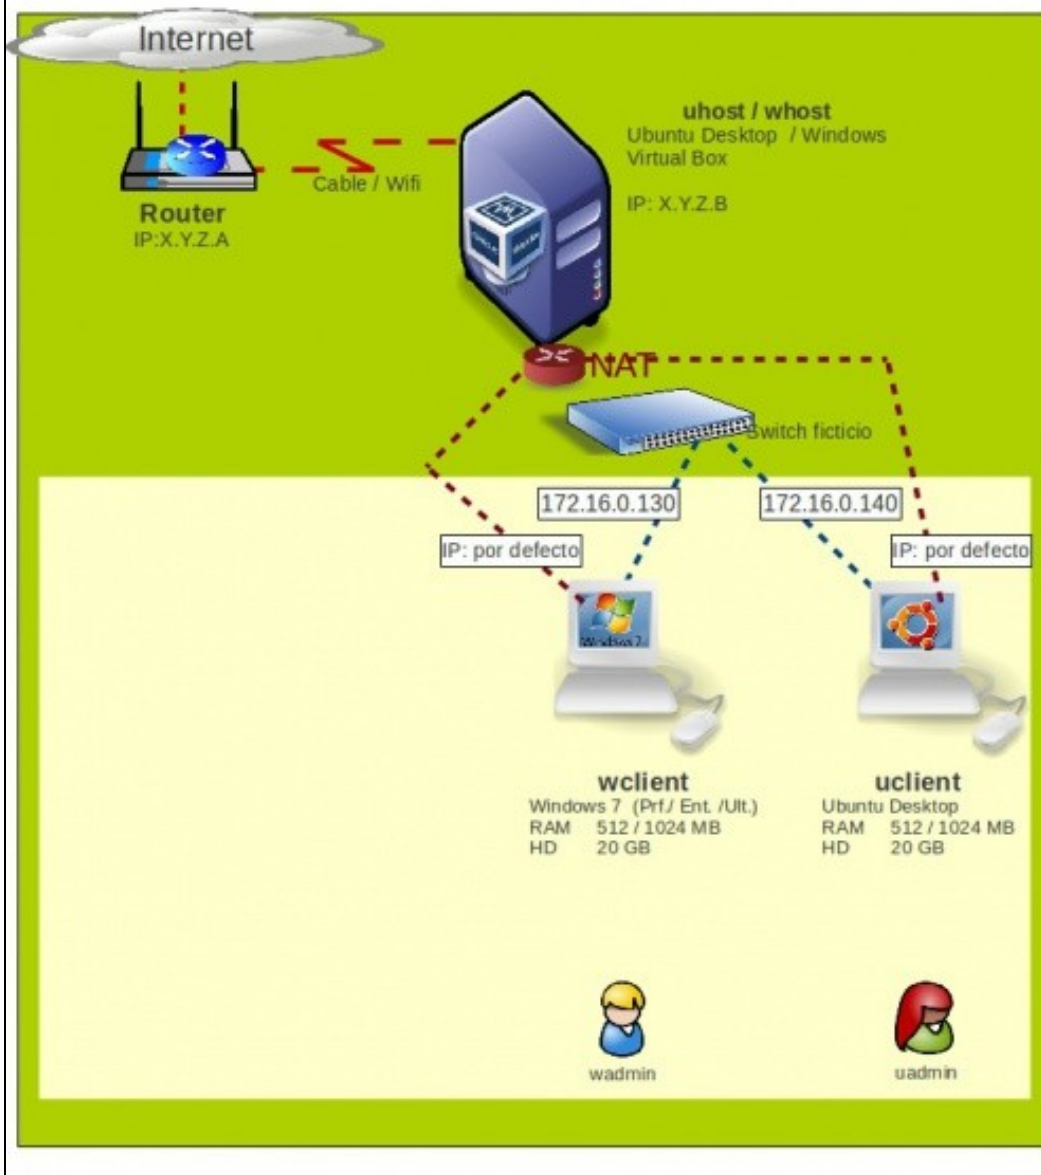 Internet
uhost / whost
Ubuntu Desktop / Windows
Virtual Box
IP: X.Y.Z.B
Cable / Wifi
Router
IP:X.Y.Z.A
NAT
Switch ficticio
172.16.0.130
172.16.0.140
IP: por defecto
IP: por defecto
Windows 7
wclient
Windows 7 (Prf./ Ent. /Ult.)
RAM 512 / 1024 MB
HD 20 GB
uclient
Ubuntu Desktop
RAM 512 / 1024 MB
HD 20 GB
wadmin
uadmin